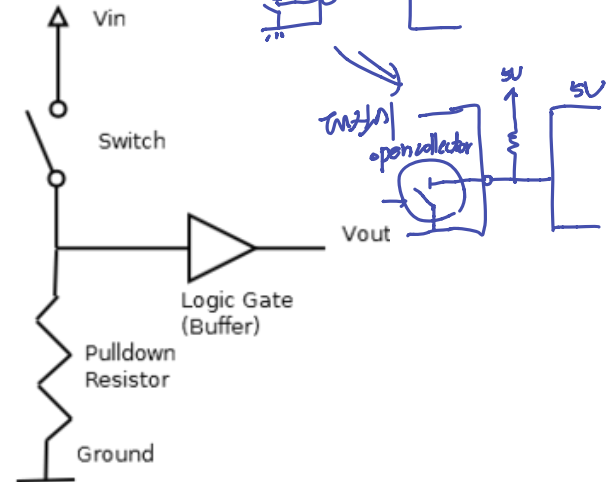 Vin
5V
5V
Switch
open collector
Vout
Logic Gate
(Buffer)
Pulldown
Resistor
Ground